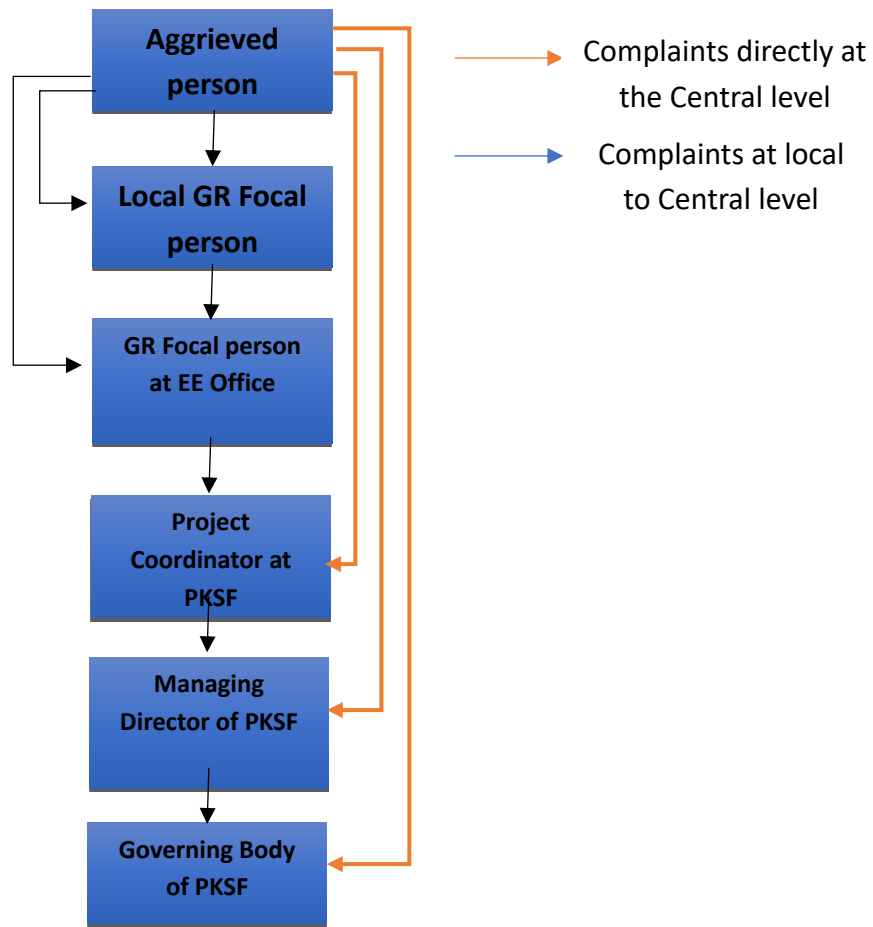 Aggrieved
person
Local GR Focal
person
GR Focal person
at EE Office
Project
Coordinator at
PKSF
Managing
Director of PKSF
Governing Body
of PKSF
Complaints directly at
the Central level
Complaints at local
to Central level